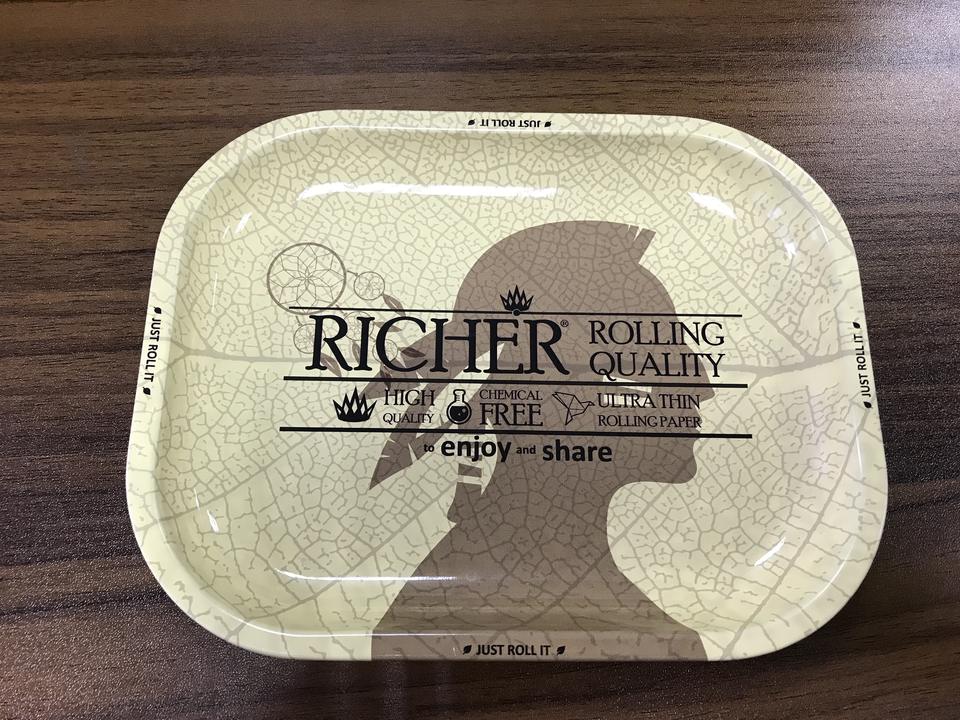 JUST ROLL IT
RICHER® ROLLING QUALITY
HIGH QUALITY CHEMICAL FREE ULTRA THIN ROLLING PAPER
to enjoy and share
JUST ROLL IT
JUST ROLL IT
JUST ROLL IT